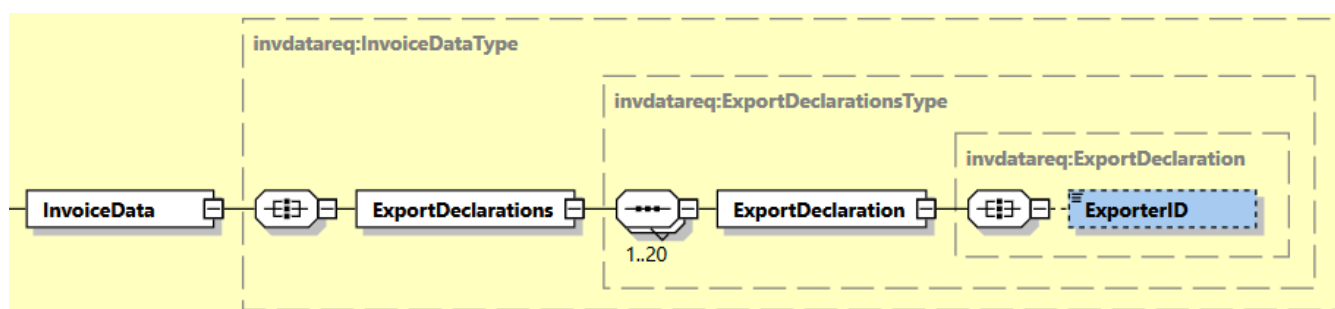 invdatareq:InvoiceDataType
invdatareq:ExportDeclarationsType
invdatareq:ExportDeclaration
InvoiceData
ExportDeclarations
ExportDeclaration
ExporterID
1..20